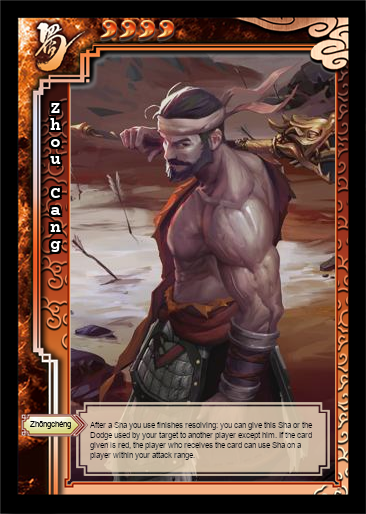 蜀
Zhou Cang
Zhōngchéng
After a Sha you use finishes resolving: you can give this Sha or the
Dodge used by your target to another player except him. If the card
given is red, the player who receives the card can use Sha on a
player within your attack range.